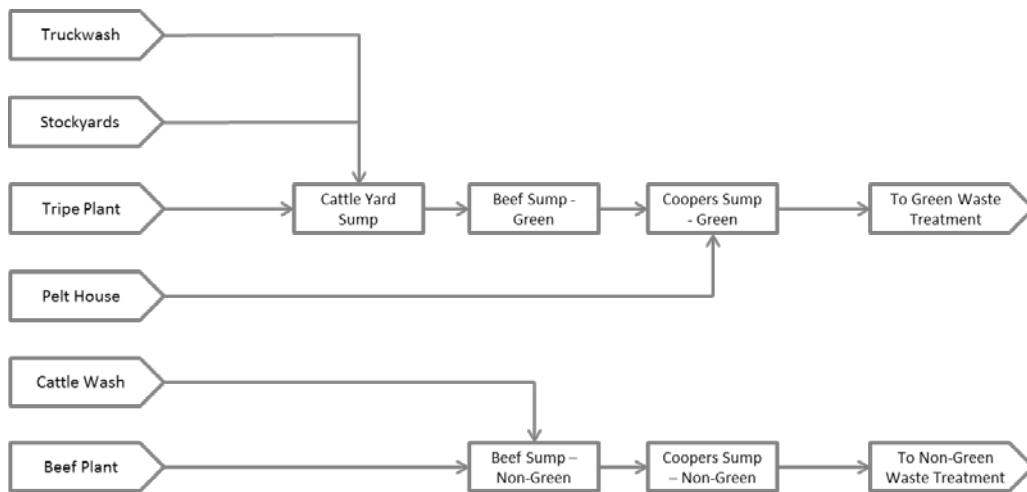 Truckwash
Stockyards
Tripe Plant
Cattle Yard
Sump
Beef Sump -
Green
Coopers Sump
- Green
To Green Waste
Treatment
Pelt House
Cattle Wash
Beef Plant
Beef Sump –
Non-Green
Coopers Sump
– Non-Green
To Non-Green
Waste Treatment